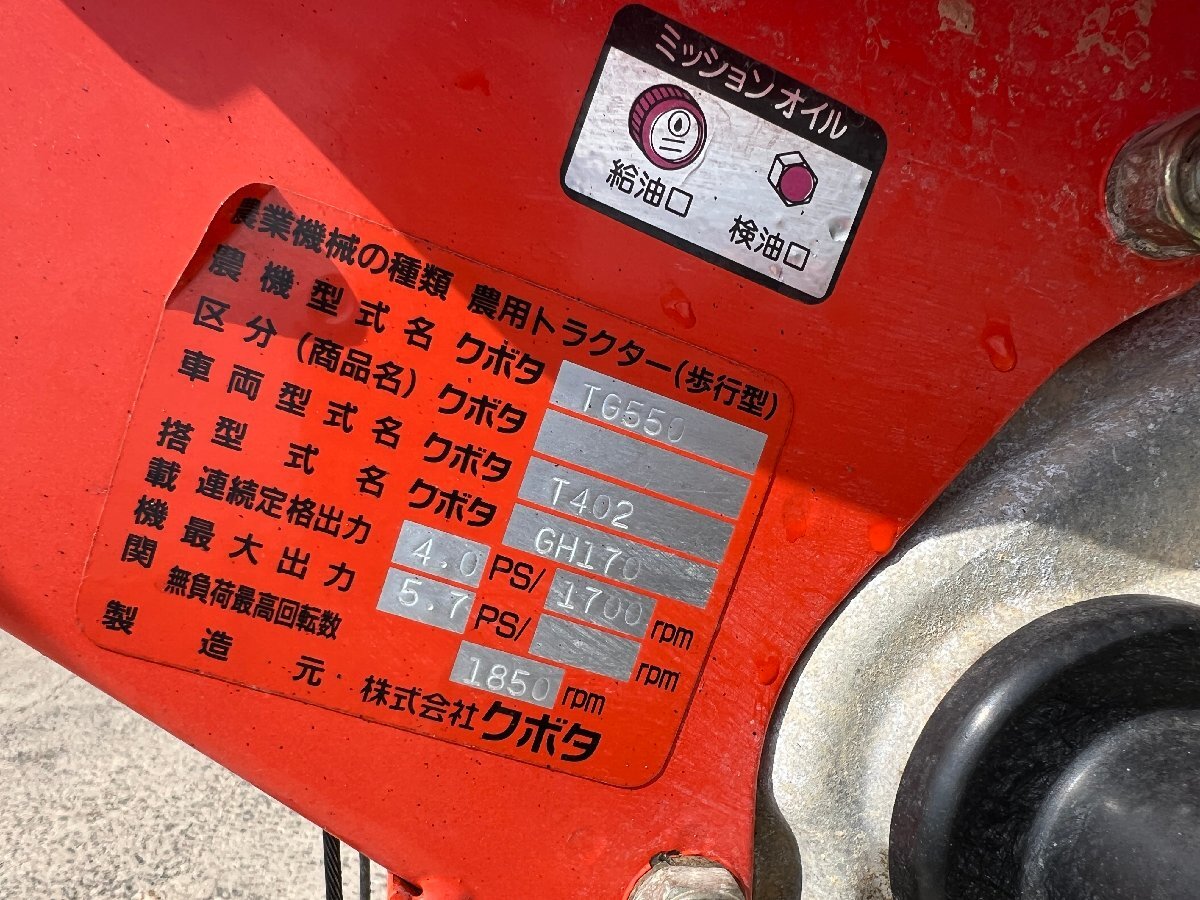 ミッションオイル
給油口
検油口
農業機械の種類 農用トラクター(歩行型)
農機型式名 クボタ TG550
区分(商品名) クボタ
車両型式名 クボタ T402
搭載機関
型式名 クボタ GH170
連続定格出力 4.0 PS/ 1700 rpm
最大出力 5.7 PS/ rpm
無負荷最高回転数 1850 rpm
製造元 株式会社クボタ